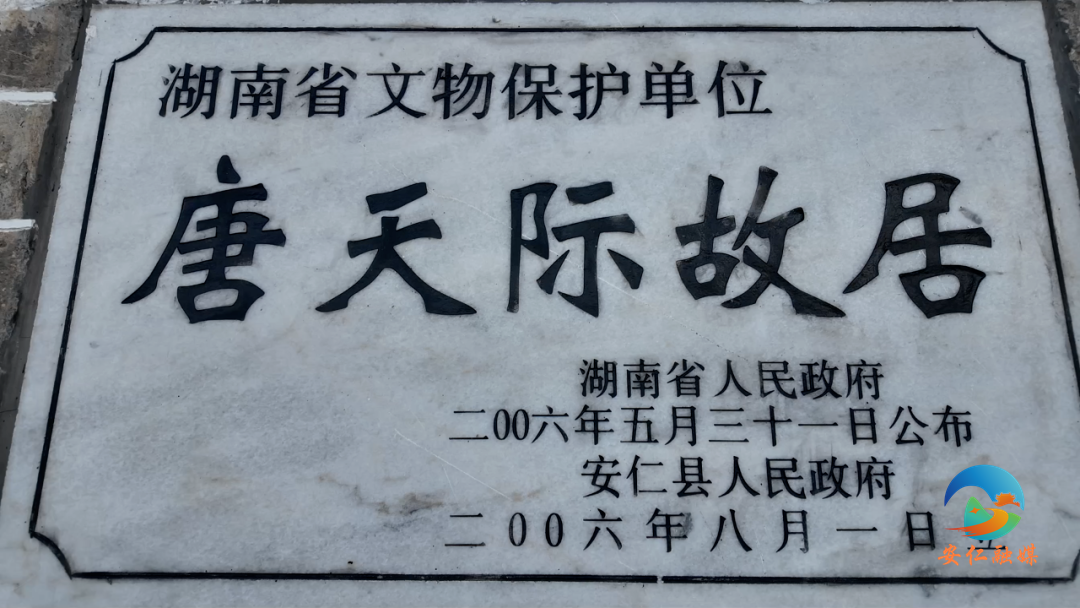 湖南省文物保护单位
唐天际故居
湖南省人民政府
二00六年五月三十一日公布
安仁县人民政府
二00六年八月一日
安仁融媒